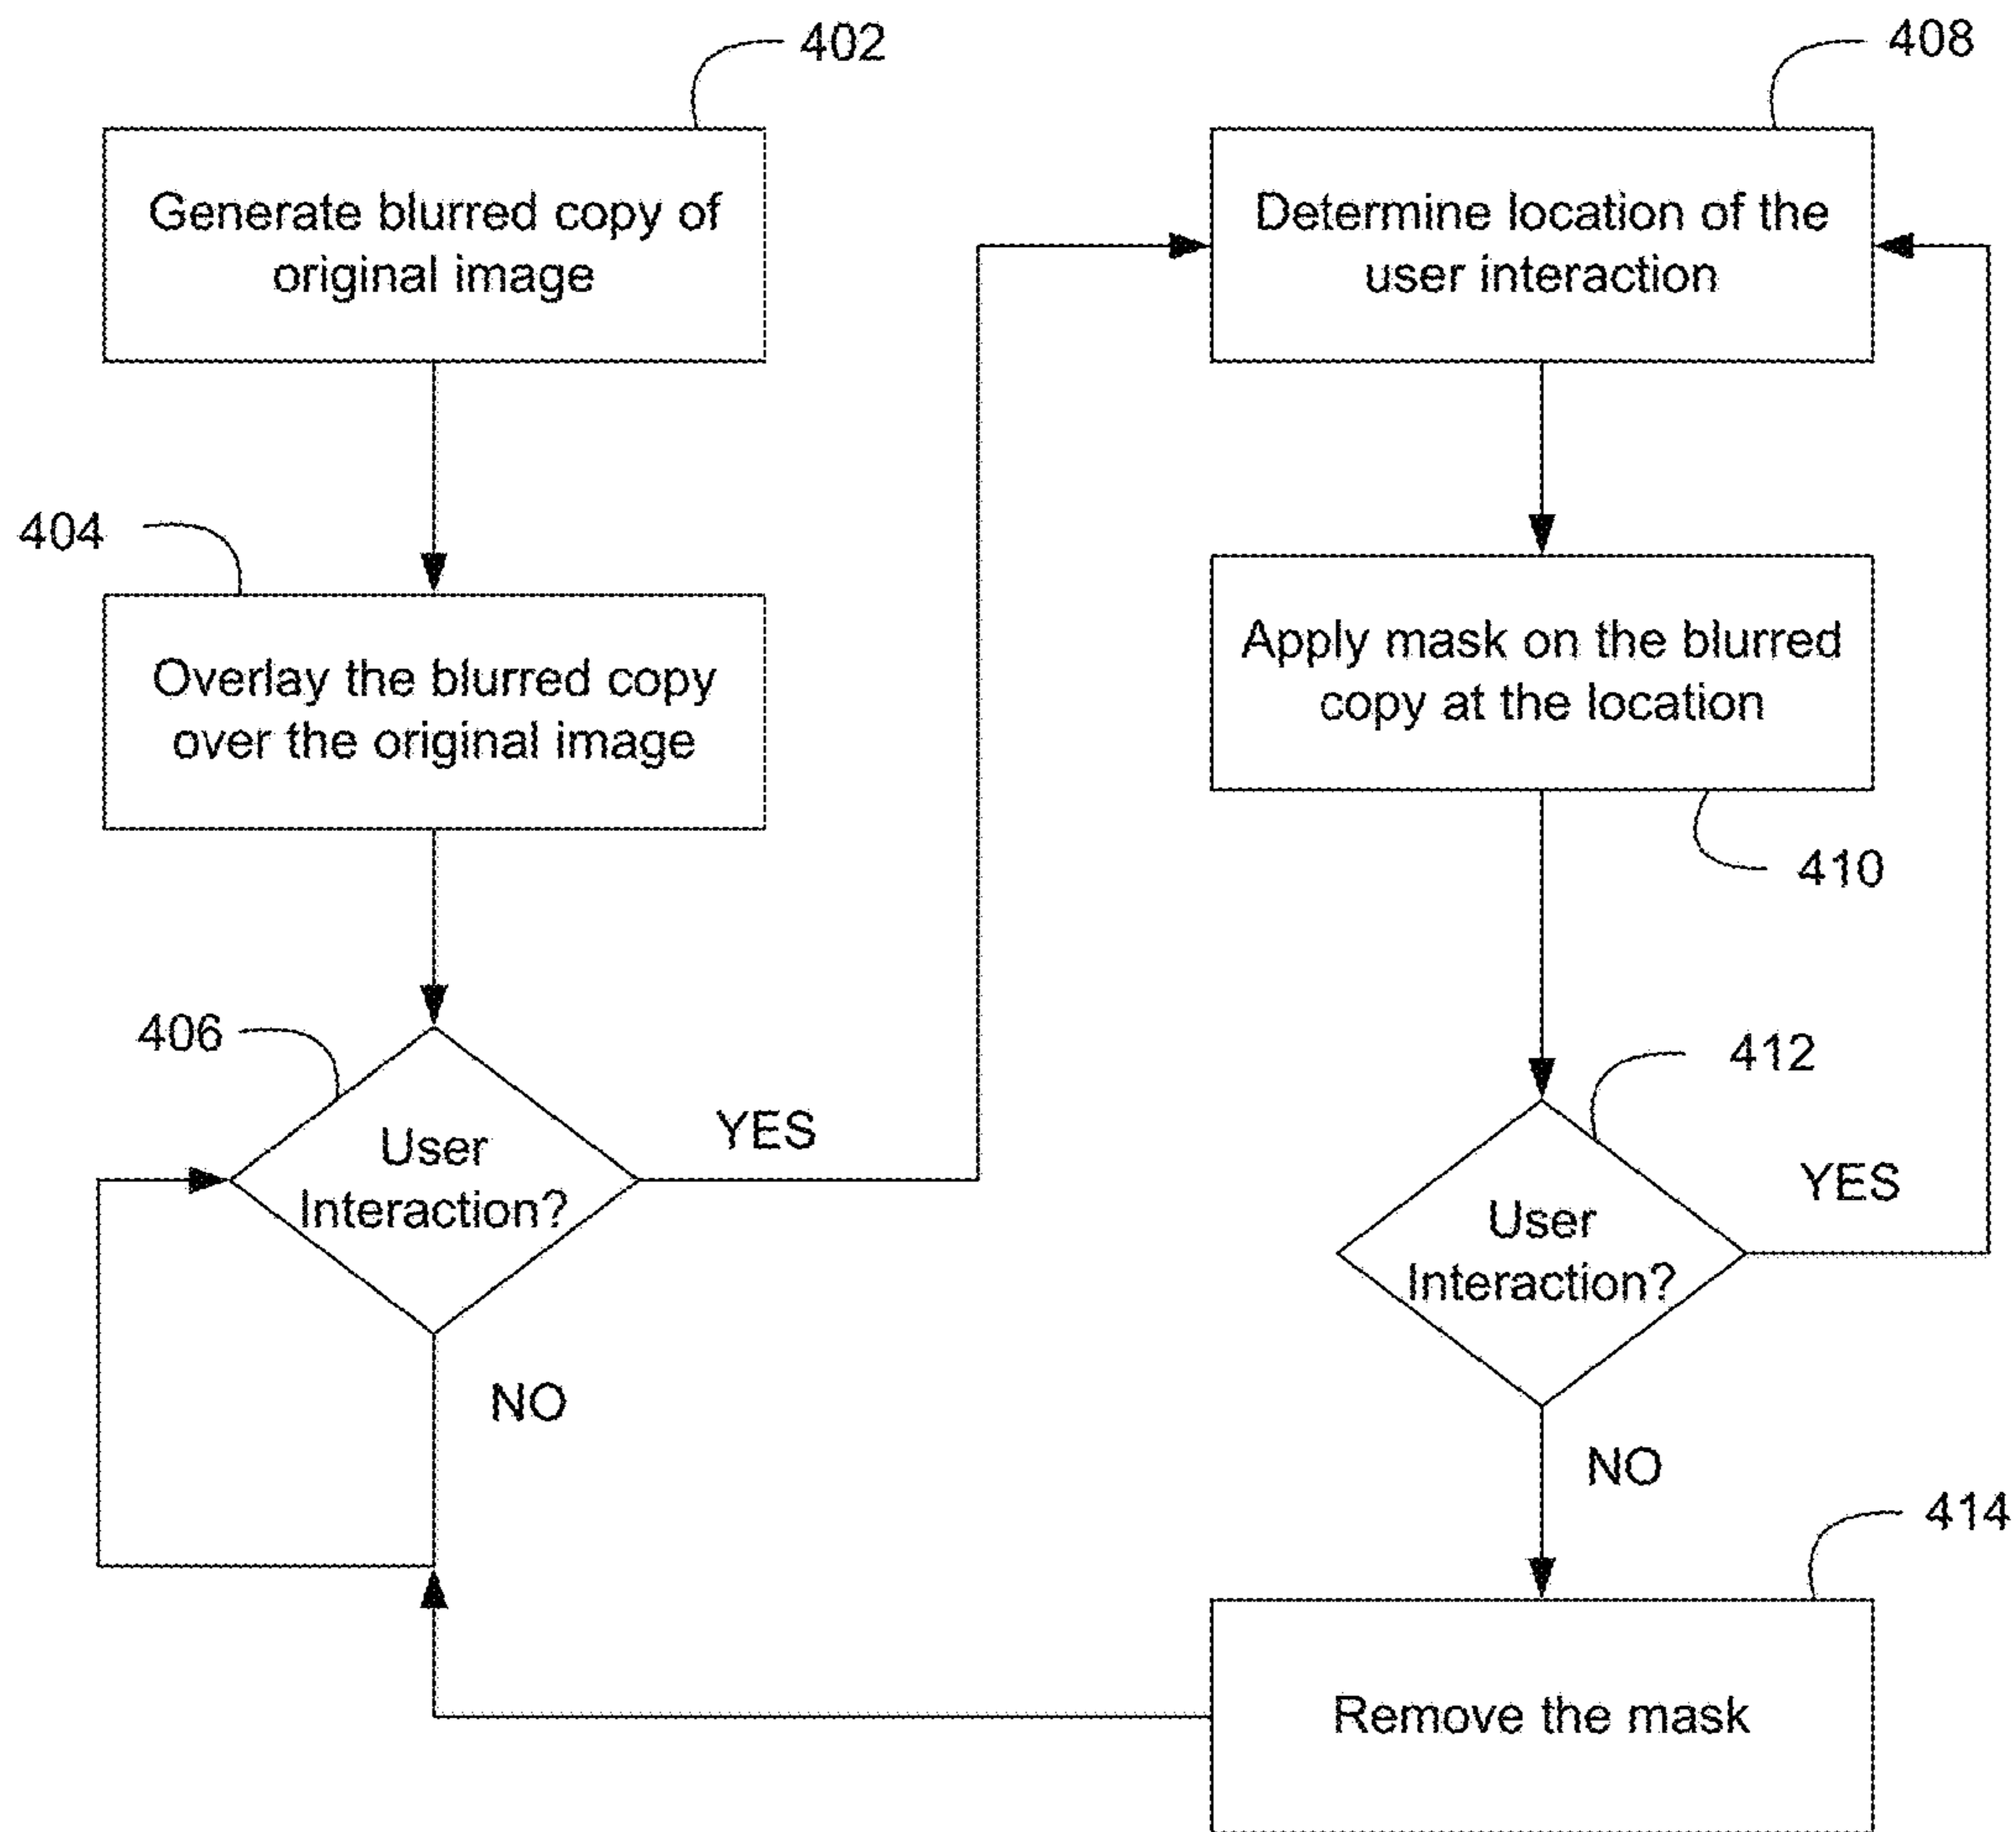 402
Generate blurred copy of
original image
404
Overlay the blurred copy
over the original image
406
User
Interaction?
YES
NO
408
Determine location of the
user interaction
Apply mask on the blurred
copy at the location
410
412
User
Interaction?
YES
NO
414
Remove the mask